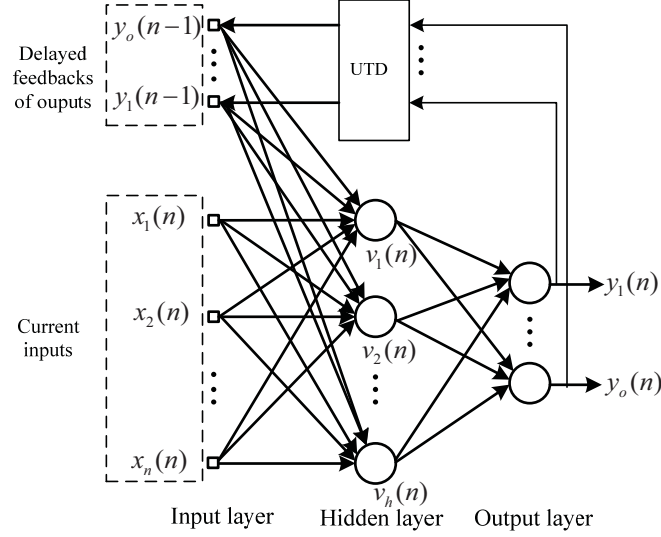 y_o(n−1)
Delayed
feedbacks
of ouputs
y_1(n−1)
UTD
x_1(n)
v_1(n)
y_1(n)
Current
inputs
x_2(n)
v_2(n)
y_o(n)
x_n(n)
v_h(n)
Input layer
Hidden layer
Output layer